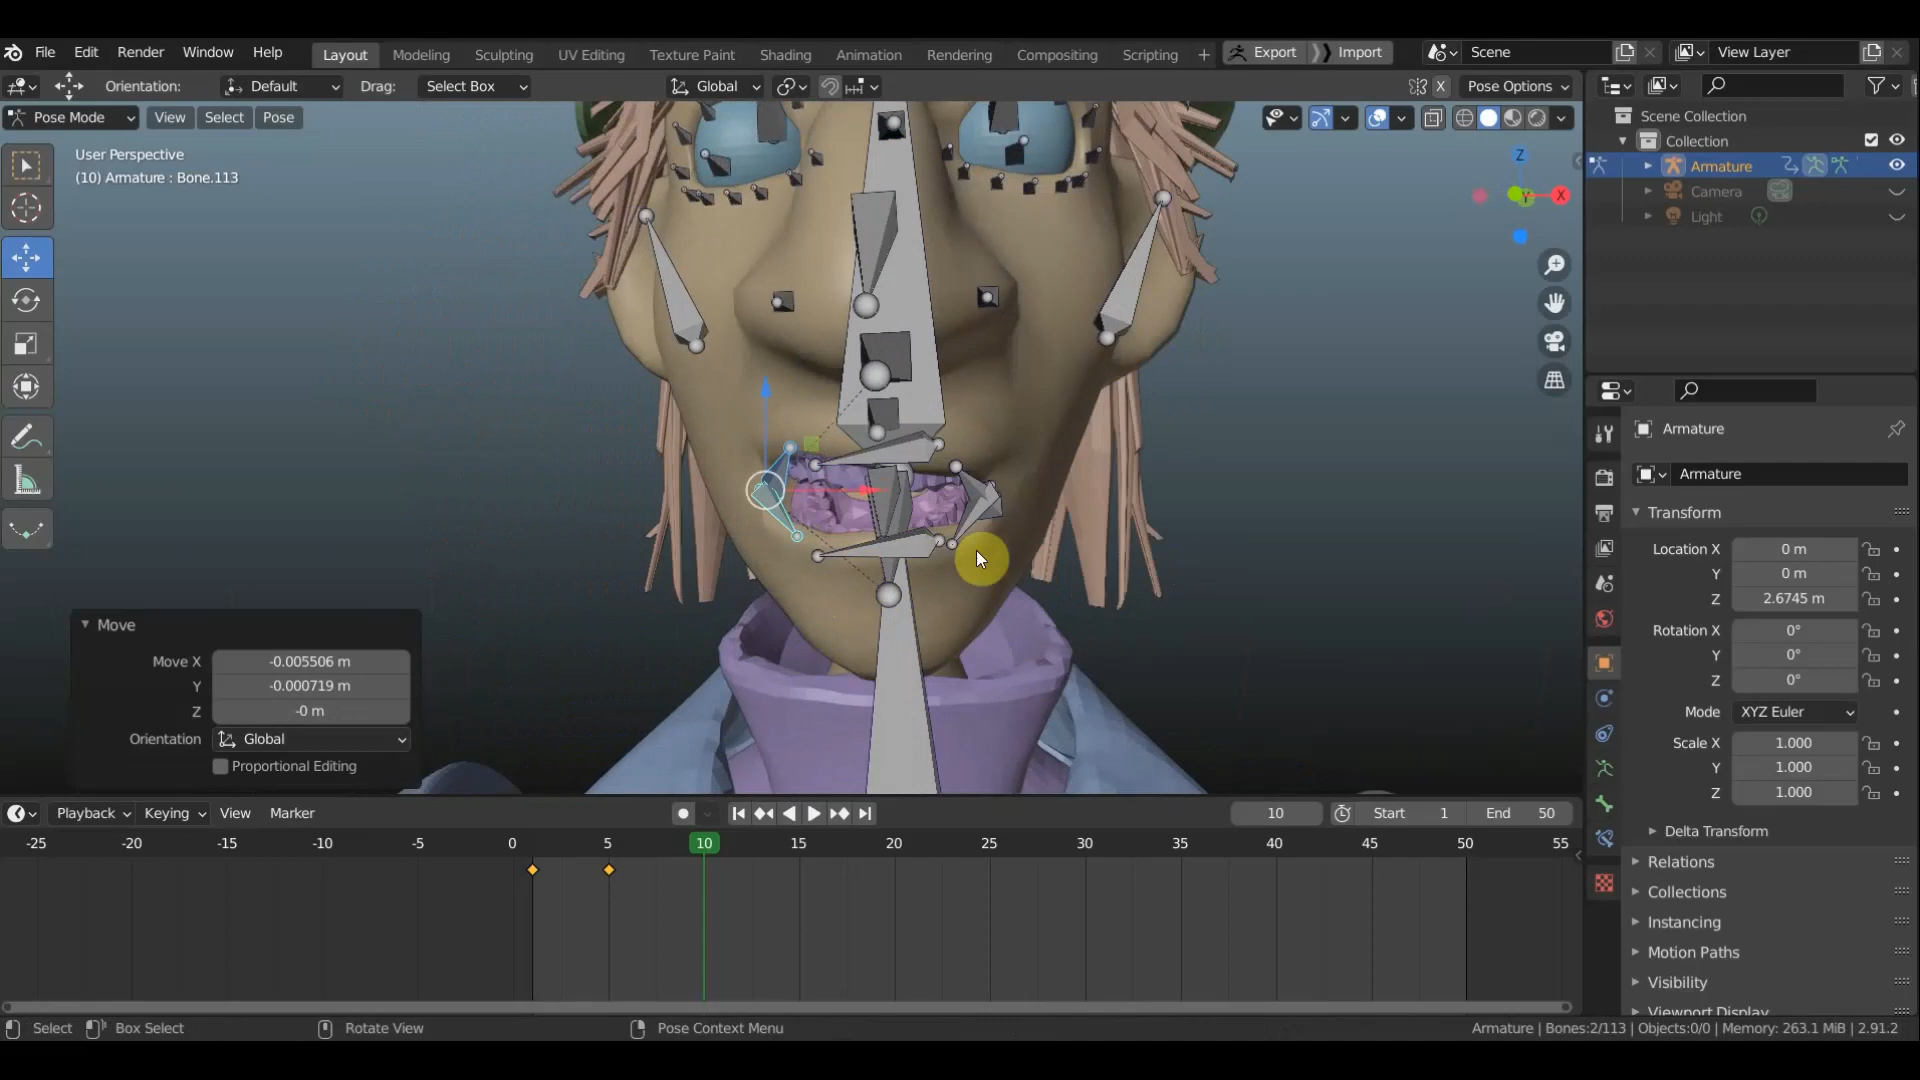 File Edit Render Window Help Layout Modeling Sculpting UV Editing Texture Paint Shading Animation Rendering Compositing Scripting + Export Import Scene View Layer
Orientation: Default Drag: Select Box Global X Pose Options
Pose Mode View Select Pose
User Perspective
(10) Armature : Bone.113
Z
X
Y
Scene Collection
Collection
Armature
Camera
Light
Armature
Armature
Transform
Location X 0 m
Y 0 m
Z 2.6745 m
Rotation X 0°
Y 0°
Z 0°
Mode XYZ Euler
Scale X 1.000
Y 1.000
Z 1.000
Delta Transform
Relations
Collections
Instancing
Motion Paths
Visibility
Viewport Display
Move
Move X -0.005506 m
Y -0.000719 m
Z -0 m
Orientation Global
Proportional Editing
Playback Keying View Marker 10 Start 1 End 50
-25 -20 -15 -10 -5 0 5 10 15 20 25 30 35 40 45 50 55
Select Box Select Rotate View Pose Context Menu Armature | Bones:2/113 | Objects:0/0 | Memory: 263.1 MiB | 2.91.2